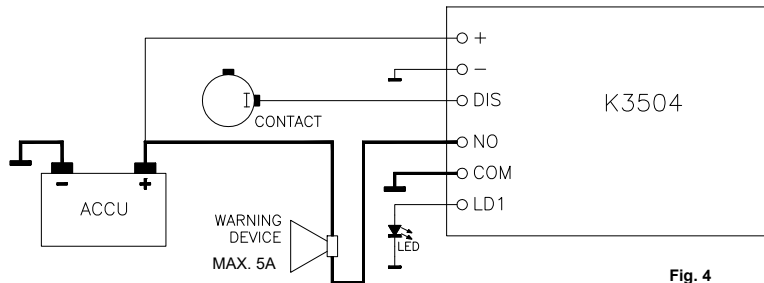 +
-
DIS
K3504
I
CONTACT
NO
COM
- +
ACCU
LD1
WARNING
DEVICE
MAX. 5A
LED
Fig. 4